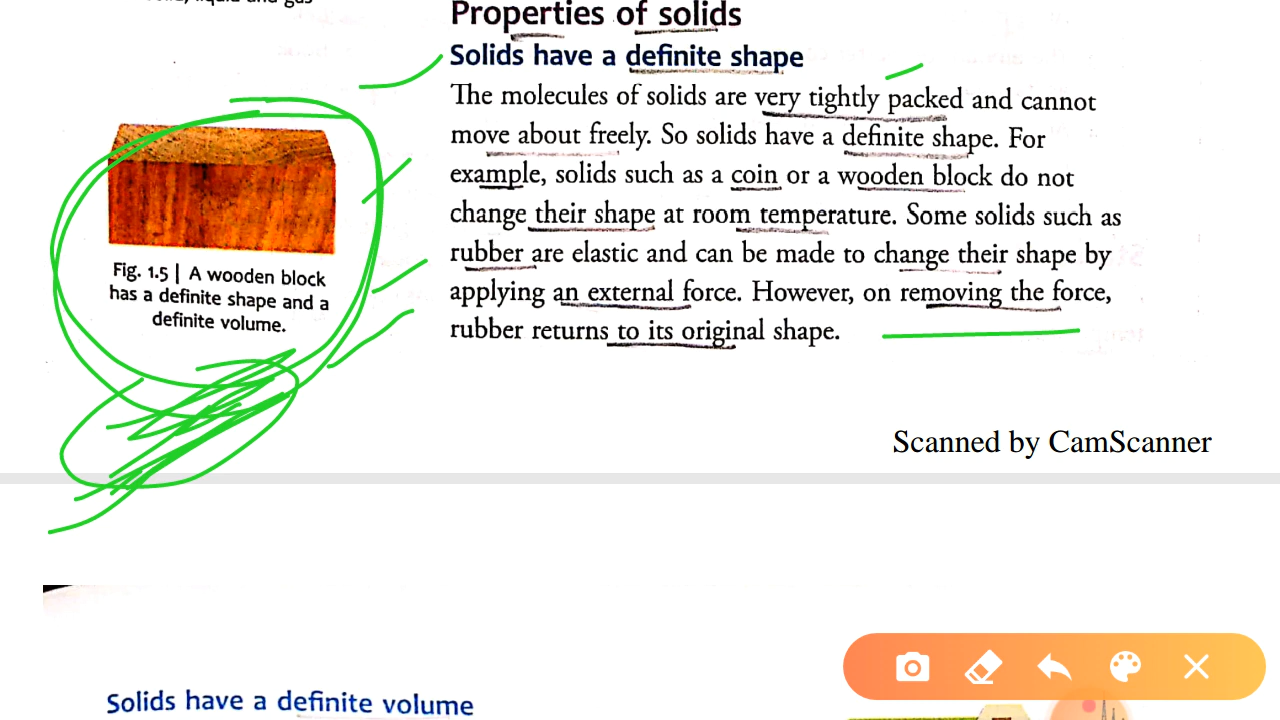 Properties of solids
Solids have a definite shape
The molecules of solids are very tightly packed and cannot
move about freely. So solids have a definite shape. For
example, solids such as a coin or a wooden block do not
change their shape at room temperature. Some solids such as
rubber are elastic and can be made to change their shape by
applying an external force. However, on removing the force,
rubber returns to its original shape.
Fig. 1.5 | A wooden block
has a definite shape and a
definite volume.
Scanned by CamScanner
Solids have a definite volume